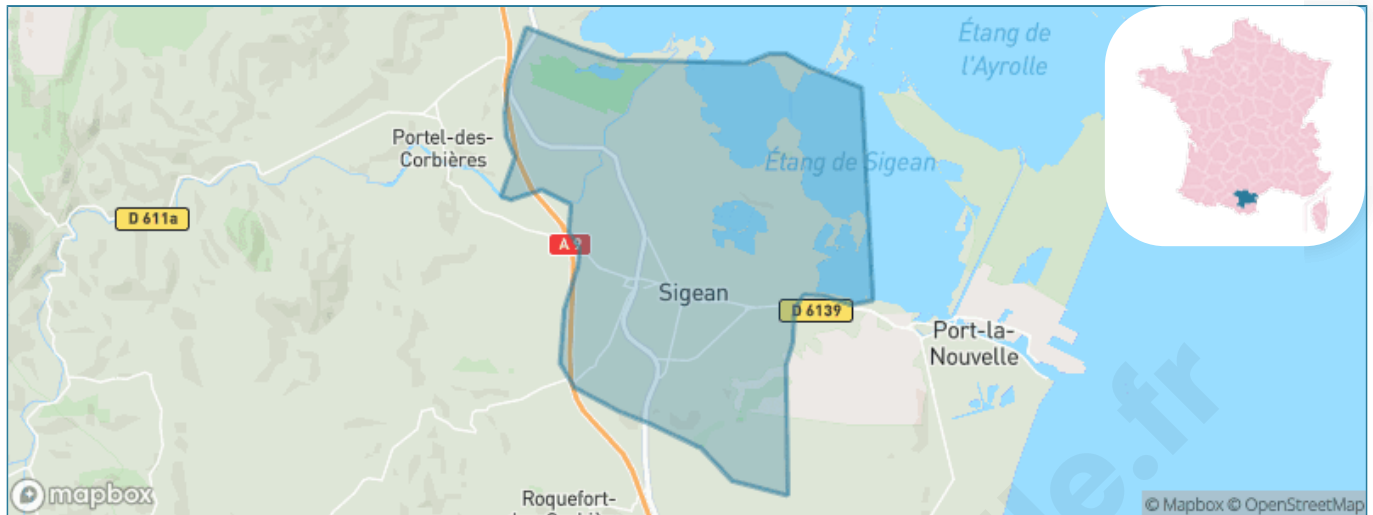 Étang de
l'Ayrolle
Portel-des-
Corbières
Étang de Sigean
D 611a
A 9
Sigean
D 6139
Port-la-
Nouvelle
Roquefort-
mapbox
© Mapbox © OpenStreetMap